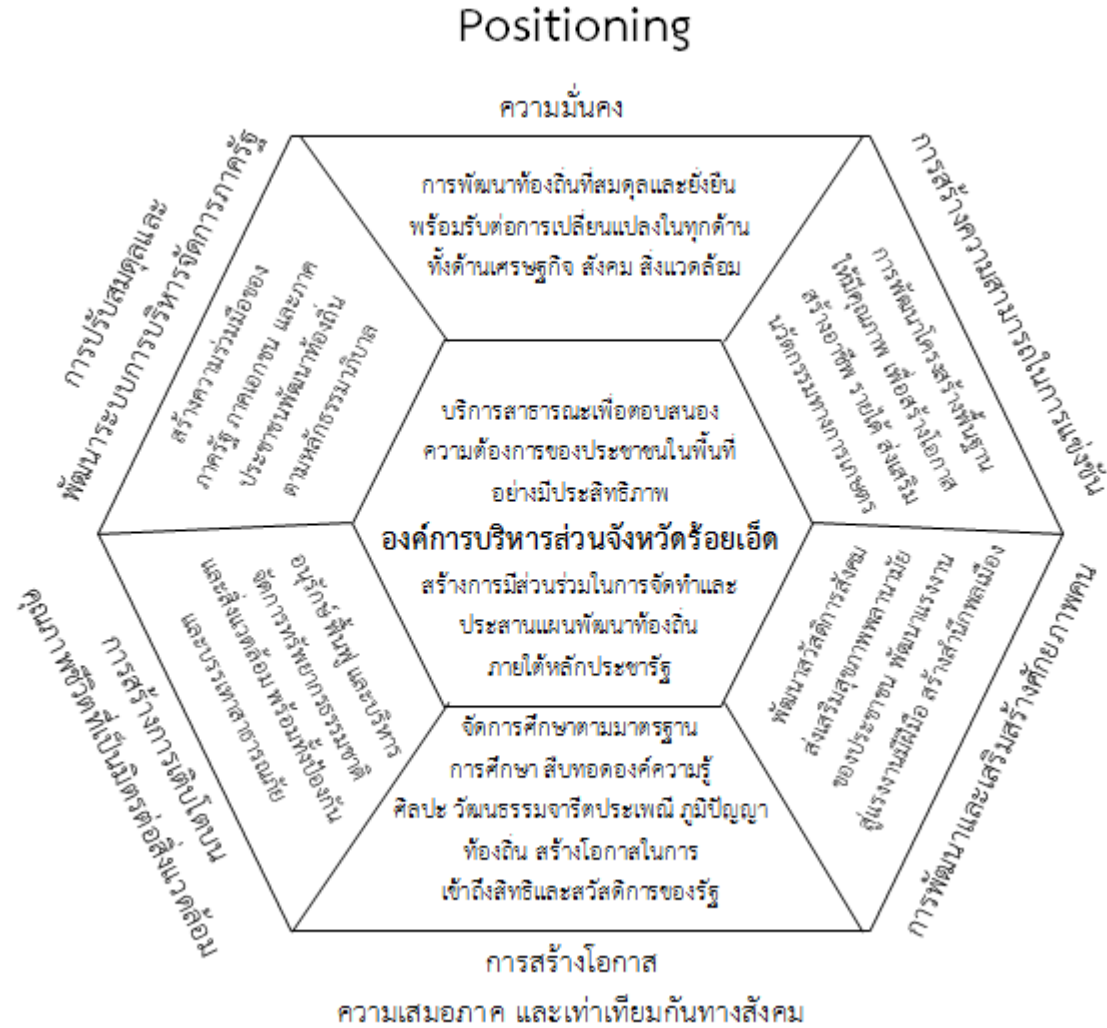 Positioning
ความมั่นคง
การพัฒนาท้องถิ่นที่สมดุลและยั่งยืน
พร้อมรับต่อการเปลี่ยนแปลงในทุกด้าน
ทั้งด้านเศรษฐกิจ สังคม สิ่งแวดล้อม
การสร้างความสามารถในการแข่งขัน
การพัฒนาโครงสร้างพื้นฐาน
ให้มีคุณภาพ เพื่อสร้างโอกาส
สร้างอาชีพ รายได้ ส่งเสริม
นวัตกรรมทางการเกษตร
การพัฒนาและเสริมสร้างศักยภาพคน
พัฒนาสวัสดิการสังคม
ส่งเสริมสุขภาพพลานามัย
ของประชาชน พัฒนาแรงงาน
สู่แรงงานมีฝีมือ สร้างสำนึกพลเมือง
บริการสาธารณะเพื่อตอบสนอง
ความต้องการของประชาชนในพื้นที่
อย่างมีประสิทธิภาพ
องค์การบริหารส่วนจังหวัดร้อยเอ็ด
สร้างการมีส่วนร่วมในการจัดทำและ
ประสานแผนพัฒนาท้องถิ่น
ภายใต้หลักประชารัฐ
จัดการศึกษาตามมาตรฐาน
การศึกษา สืบทอดองค์ความรู้
ศิลปะ วัฒนธรรมจารีตประเพณี ภูมิปัญญา
ท้องถิ่น สร้างโอกาสในการ
เข้าถึงสิทธิและสวัสดิการของรัฐ
การสร้างโอกาส
ความเสมอภาค และเท่าเทียมกันทางสังคม
การสร้างการเติบโตบน
คุณภาพชีวิตที่เป็นมิตรต่อสิ่งแวดล้อม
อนุรักษ์ ฟื้นฟู และบริหาร
จัดการทรัพยากรธรรมชาติ
และสิ่งแวดล้อม พร้อมทั้งป้องกัน
และบรรเทาสาธารณภัย
การปรับสมดุลและ
พัฒนาระบบการบริหารจัดการภาครัฐ
สร้างความร่วมมือของ
ภาครัฐ ภาคเอกชน และภาค
ประชาชนพัฒนาท้องถิ่น
ตามหลักธรรมาภิบาล